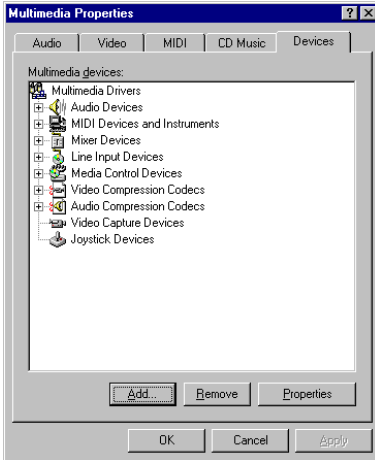 Multimedia Properties
Audio Video MIDI CD Music Devices
Multimedia devices:
Multimedia Drivers
Audio Devices
MIDI Devices and Instruments
Mixer Devices
Line Input Devices
Media Control Devices
Video Compression Codecs
Audio Compression Codecs
Video Capture Devices
Joystick Devices
Add... Remove Properties
OK Cancel Apply